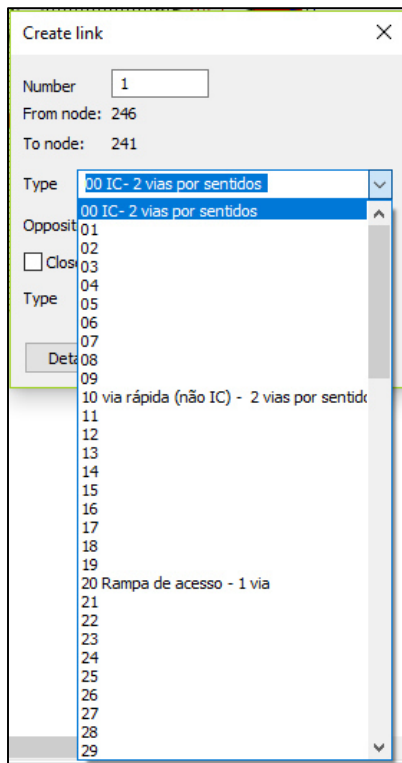 Create link
Number 1
From node: 246
To node: 241
Type 00 IC- 2 vias por sentidos
00 IC- 2 vias por sentidos
Opposit
01
02
Clos
03
04
Type
05
06
07
Deta
08
09
10 via rápida (não IC) - 2 vias por sentido
11
12
13
14
15
16
17
18
19
20 Rampa de acesso - 1 via
21
22
23
24
25
26
27
28
29